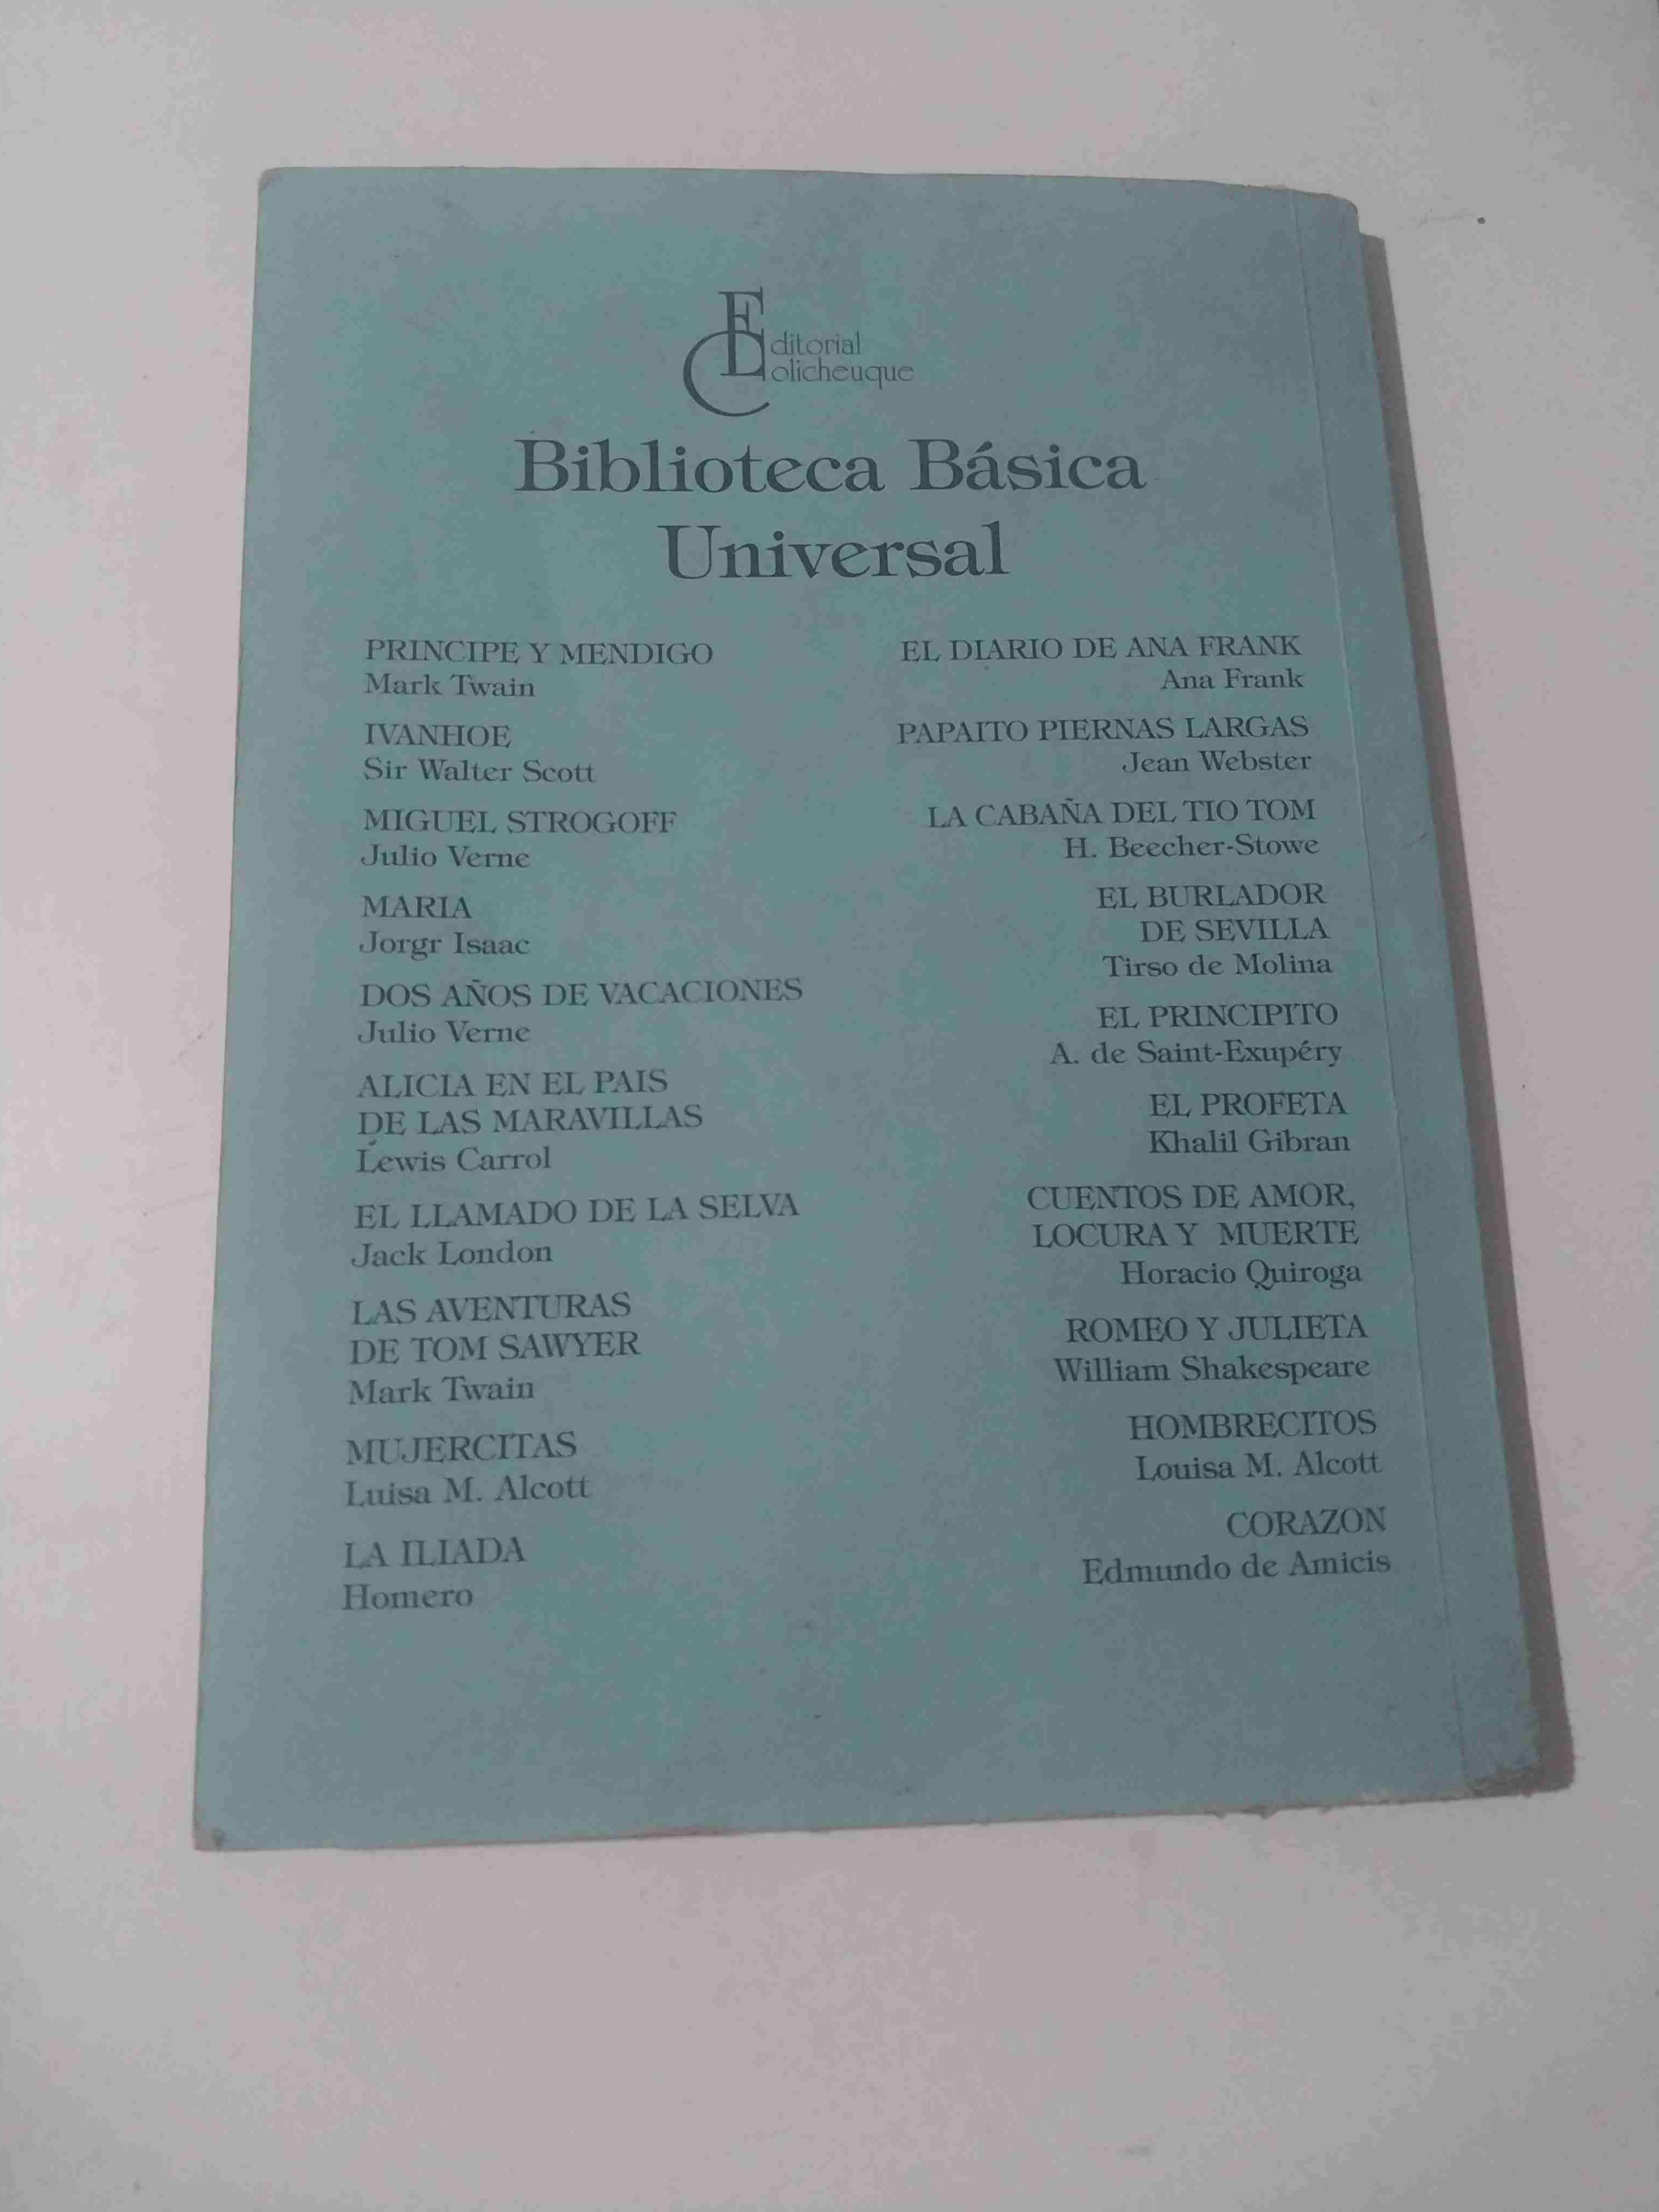 Editorial
Colicheuque
Biblioteca Básica
Universal
PRINCIPE Y MENDIGO
Mark Twain
IVANHOE
Sir Walter Scott
MIGUEL STROGOFF
Julio Verne
MARIA
Jorgr Isaac
DOS AÑOS DE VACACIONES
Julio Verne
ALICIA EN EL PAIS
DE LAS MARAVILLAS
Lewis Carrol
EL LLAMADO DE LA SELVA
Jack London
LAS AVENTURAS
DE TOM SAWYER
Mark Twain
MUJERCITAS
Luisa M. Alcott
LA ILIADA
Homero
EL DIARIO DE ANA FRANK
Ana Frank
PAPAITO PIERNAS LARGAS
Jean Webster
LA CABAÑA DEL TIO TOM
H. Beecher-Stowe
EL BURLADOR
DE SEVILLA
Tirso de Molina
EL PRINCIPITO
A. de Saint-Exupéry
EL PROFETA
Khalil Gibran
CUENTOS DE AMOR,
LOCURA Y MUERTE
Horacio Quiroga
ROMEO Y JULIETA
William Shakespeare
HOMBRECITOS
Louisa M. Alcott
CORAZON
Edmundo de Amicis